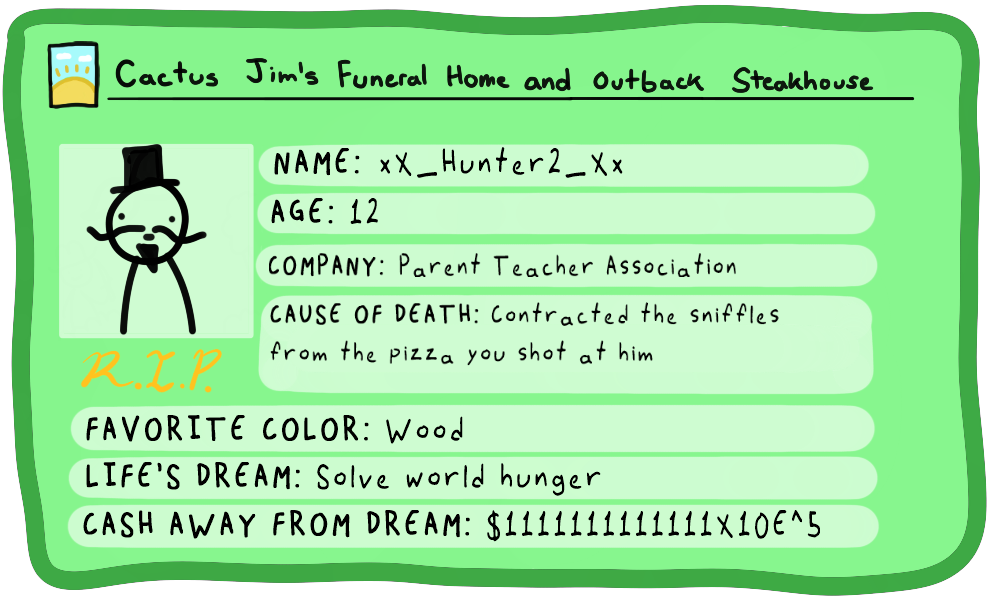 Cactus Jim's Funeral Home and Outback Steakhouse
NAME: xX_Hunter2_Xx
AGE: 12
COMPANY: Parent Teacher Association
CAUSE OF DEATH: Contracted the sniffles
from the pizza you shot at him
R.I.P.
FAVORITE COLOR: Wood
LIFE'S DREAM: Solve world hunger
CASH AWAY FROM DREAM: $1111111111111X10E^5